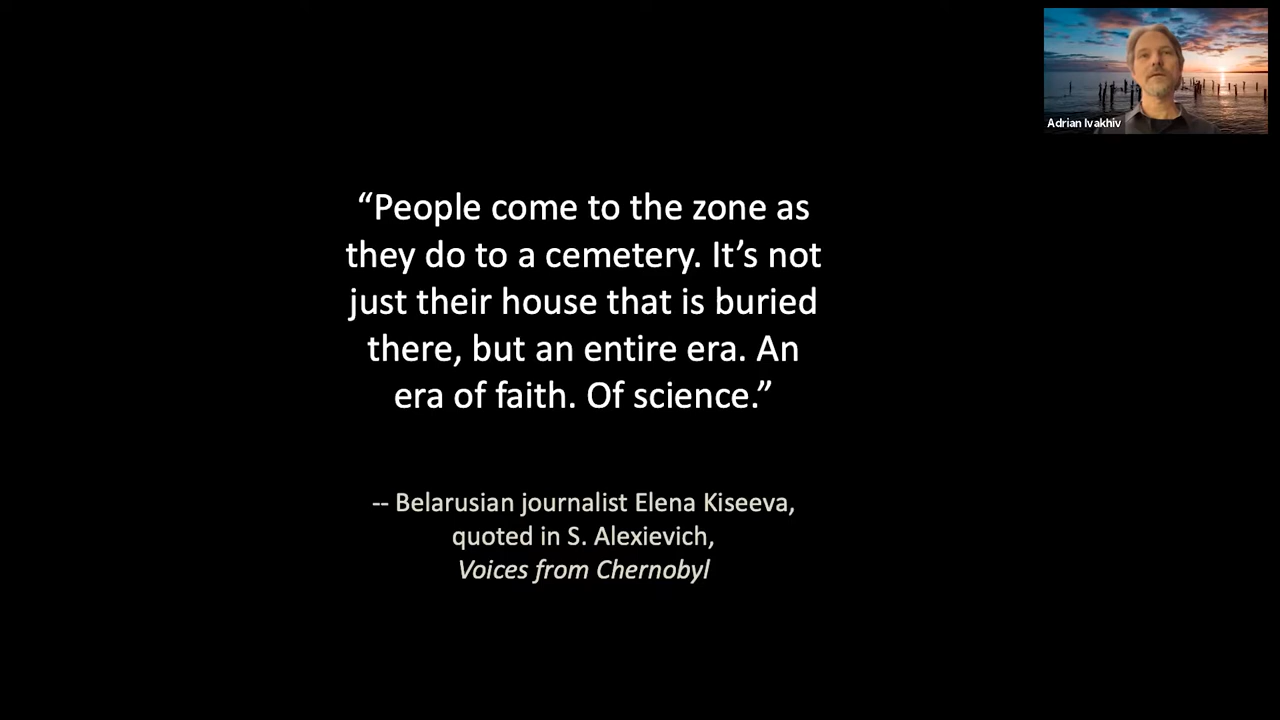 Adrian Ivakhiv
“People come to the zone as
they do to a cemetery. It’s not
just their house that is buried
there, but an entire era. An
era of faith. Of science.”
-- Belarusian journalist Elena Kiseeva,
quoted in S. Alexievich,
Voices from Chernobyl